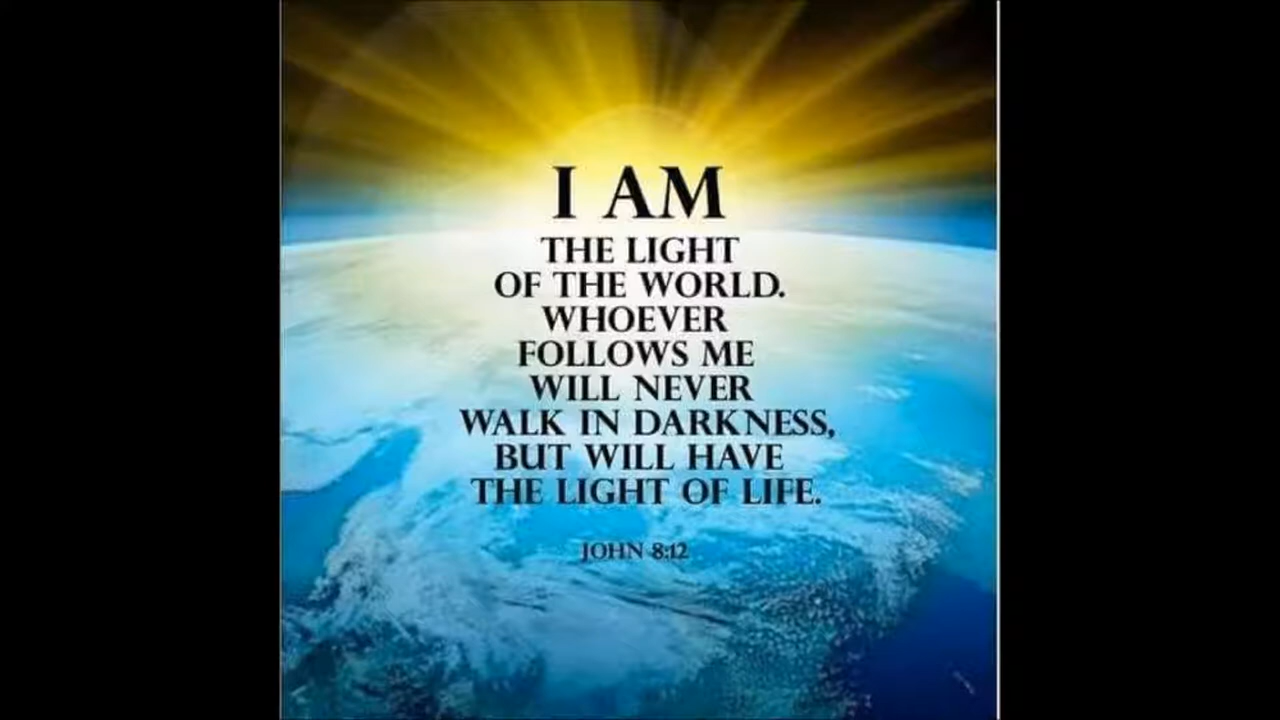 I AM
THE LIGHT
OF THE WORLD.
WHOEVER
FOLLOWS ME
WILL NEVER
WALK IN DARKNESS,
BUT WILL HAVE
THE LIGHT OF LIFE.
JOHN 8:12